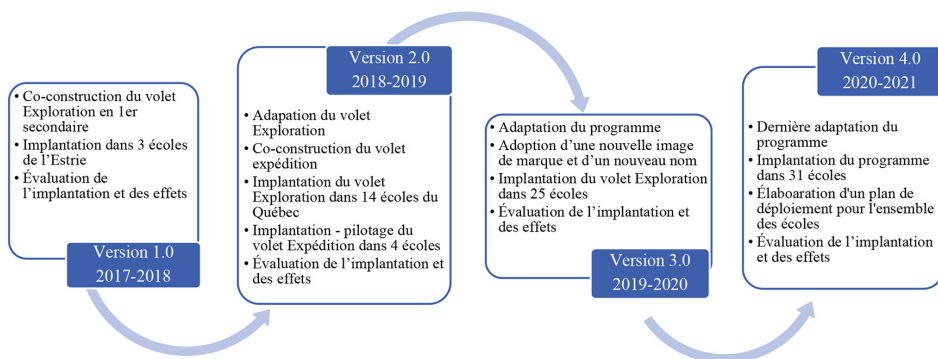 • Co-construction du volet
Exploration en 1er
secondaire
• Implantation dans 3 écoles
de l’Estrie
• Évaluation de
l’implantation et des effets
Version 1.0
2017-2018
Version 2.0
2018-2019
• Adapation du volet
Exploration
• Co-construction du volet
expédition
• Implantation du volet
Exploration dans 14 écoles du
Québec
• Implantation - pilotage du
volet Expédition dans 4 écoles
• Évaluation de l’implantation et
des effets
• Adaptation du programme
• Adoption d’une nouvelle image
de marque et d’un nouveau nom
• Implantation du volet
Exploration dans 25 écoles
• Évaluation de l’implantation et
des effets
Version 3.0
2019-2020
Version 4.0
2020-2021
• Dernière adaptation du
programme
• Implantation du programme
dans 31 écoles
• Élaboaration d'un plan de
déploiement pour l'ensemble
des écoles
• Évaluation de l’implantation
et des effets